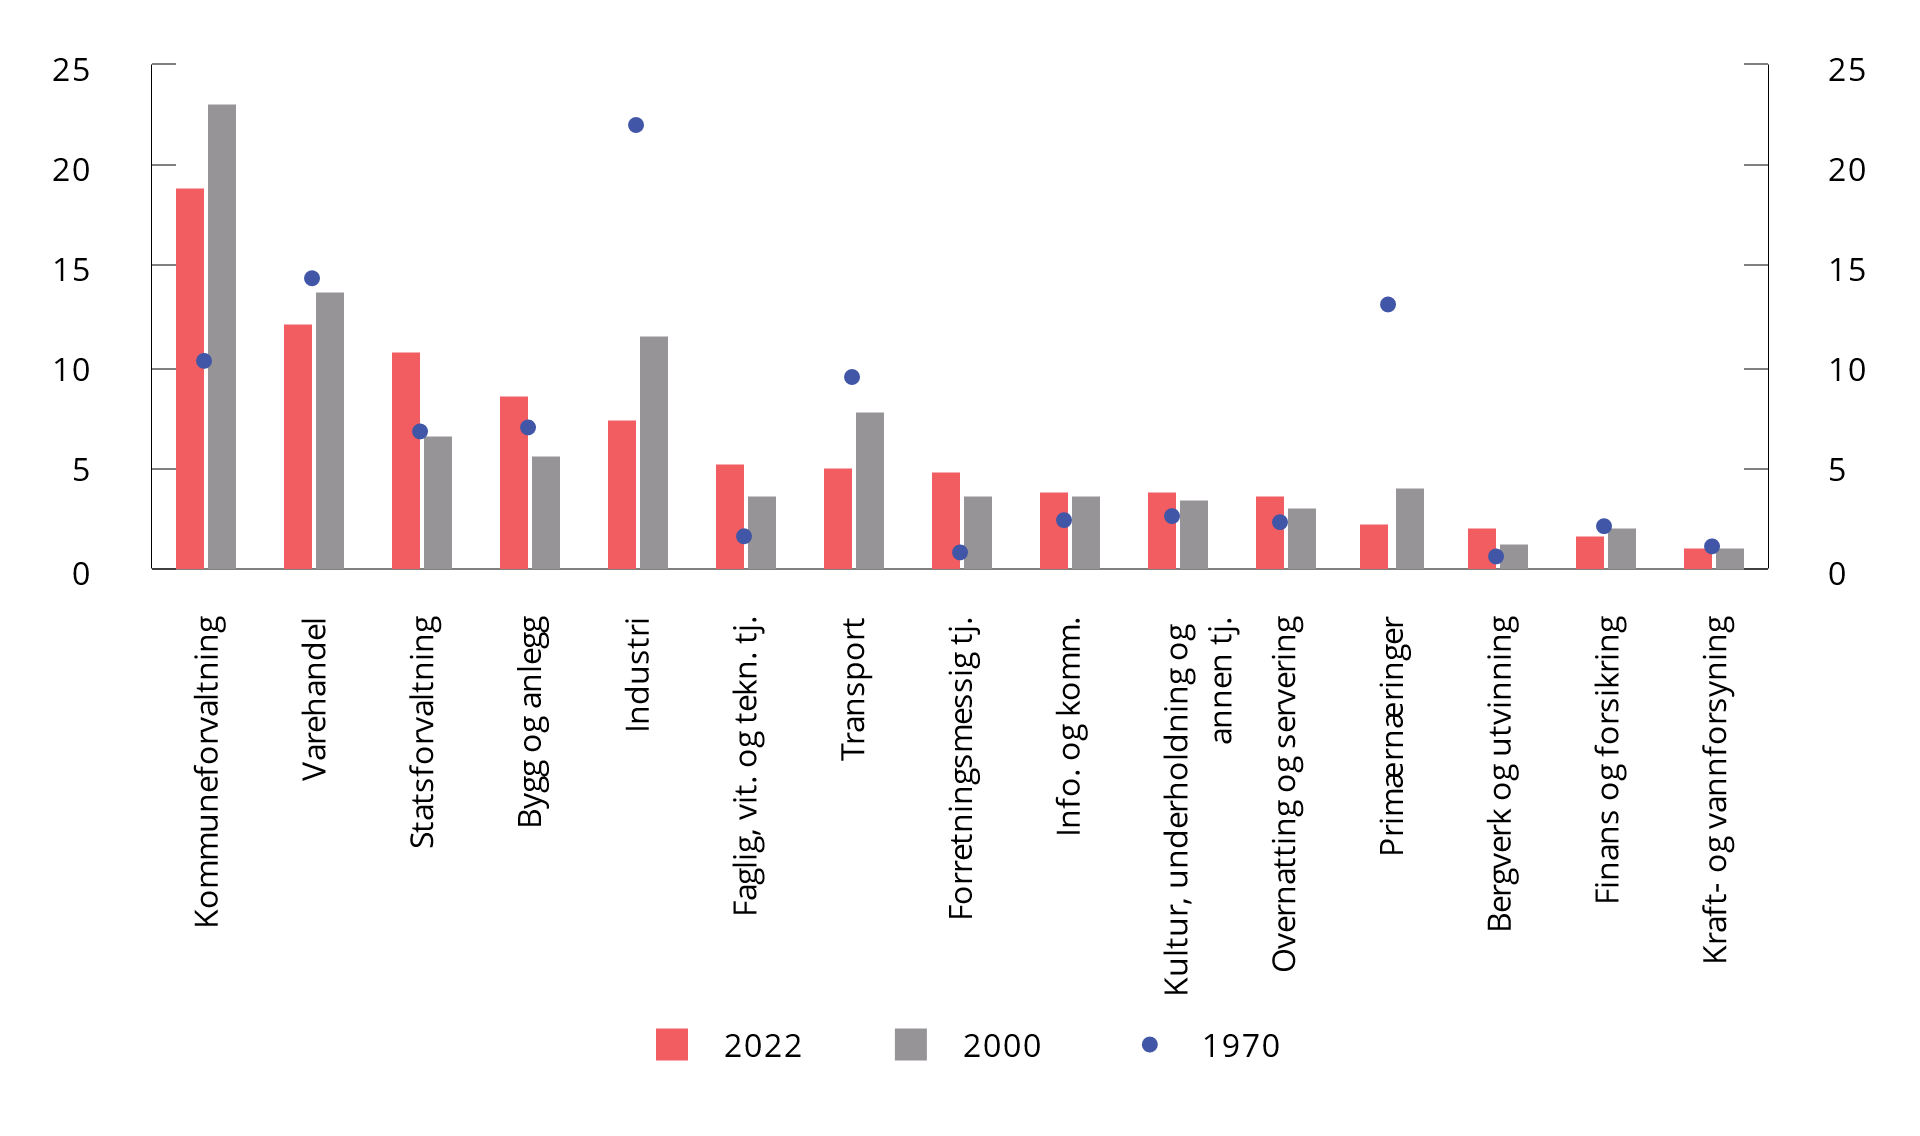 25 25
20 20
15 15
10 10
5 5
0 0
Kommuneforvaltning
Varehandel
Statsforvaltning
Bygg og anlegg
Industri
Faglig, vit. og tekn. tj.
Transport
Forretningsmessig tj.
Info. og komm.
Kultur, underholdning og
annen tj.
Overnatting og servering
Primærnæringer
Bergverk og utvinning
Finans og forsikring
Kraft- og vannforsyning
2022 2000 1970